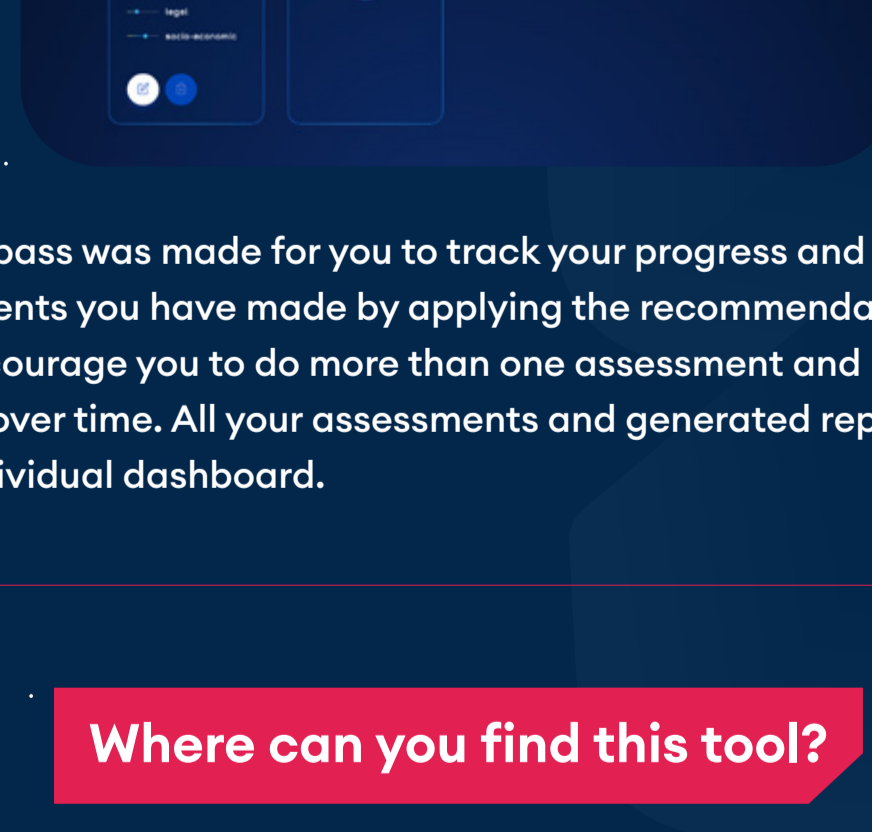 legal
socio-economic
pass was made for you to track your progress and
ents you have made by applying the recommenda
ourage you to do more than one assessment and
over time. All your assessments and generated rep
ividual dashboard.
Where can you find this tool?